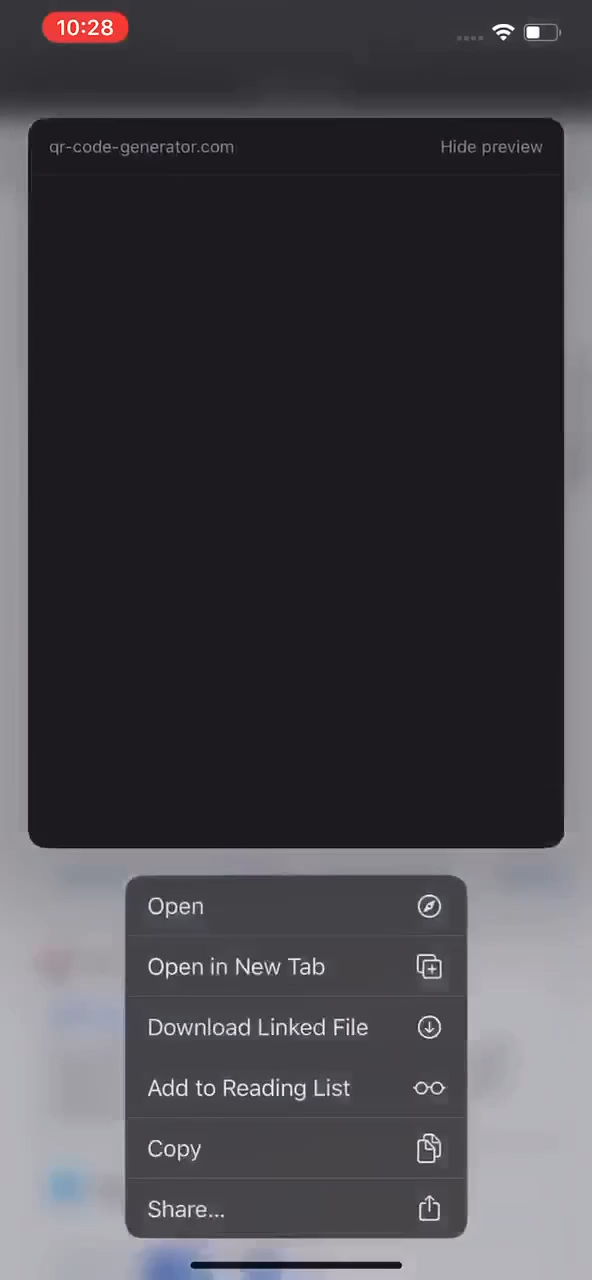 10:28
qr-code-generator.com Hide preview
Open
Open in New Tab
Download Linked File
Add to Reading List
Copy
Share...